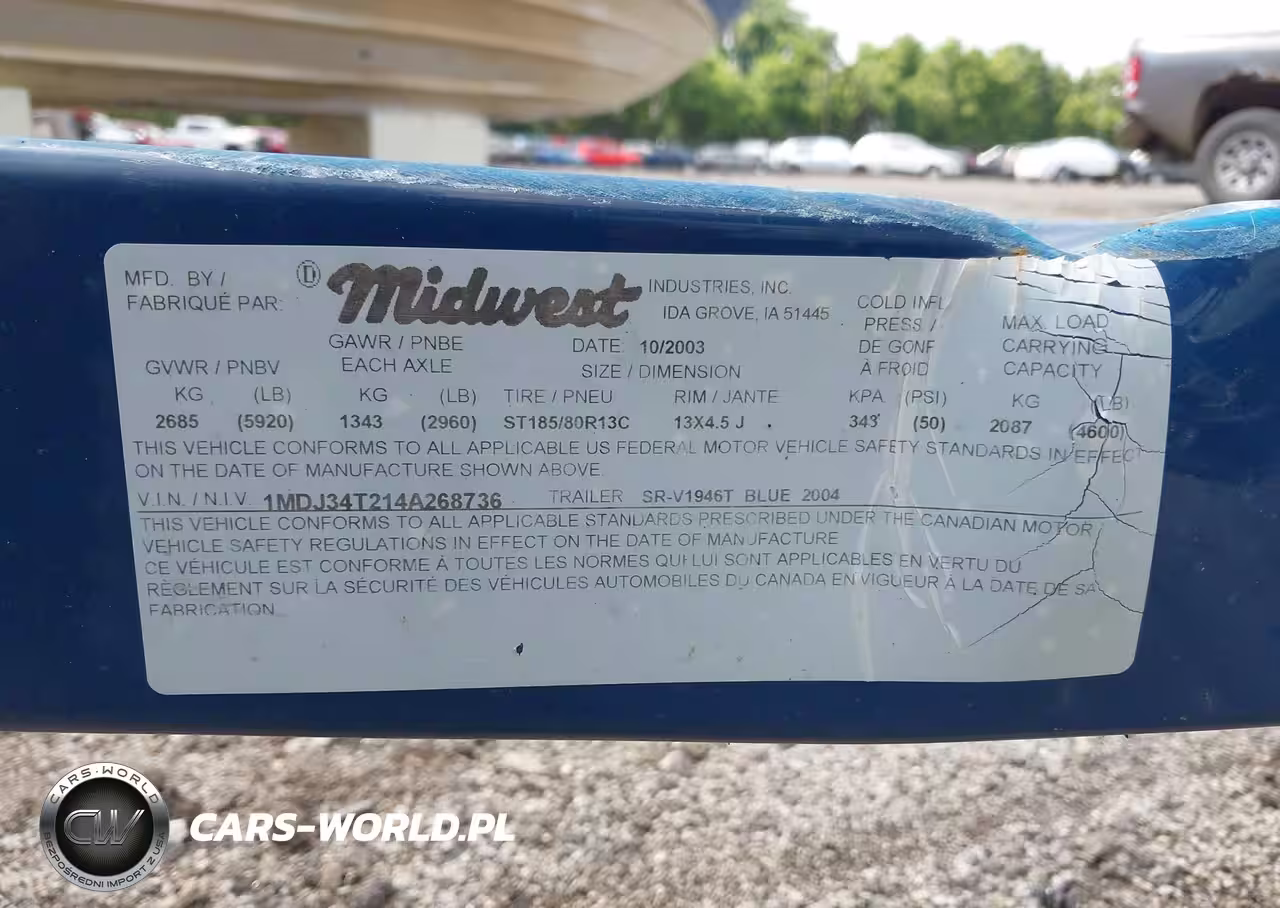 MFD. BY /
FABRIQUÉ PAR:
D Midwest INDUSTRIES, INC.
IDA GROVE, IA 51445
DATE: 10/2003
GVWR / PNBV
GAWR / PNBE
EACH AXLE
SIZE / DIMENSION
COLD INFL
PRESS /
DE GONF
À FROID
MAX. LOAD
CARRYING
CAPACITY
KG (LB) KG (LB) TIRE / PNEU RIM / JANTE KPA (PSI) KG (LB)
2685 (5920) 1343 (2960) ST185/80R13C 13X4.5 J . 343 (50) 2087 (4600)
THIS VEHICLE CONFORMS TO ALL APPLICABLE US FEDERAL MOTOR VEHICLE SAFETY STANDARDS IN EFFECT
ON THE DATE OF MANUFACTURE SHOWN ABOVE.
V.I.N. / N.I.V. 1MDJ34T214A268736 TRAILER SR-V1946T BLUE 2004
THIS VEHICLE CONFORMS TO ALL APPLICABLE STANDARDS PRESCRIBED UNDER THE CANADIAN MOTOR
VEHICLE SAFETY REGULATIONS IN EFFECT ON THE DATE OF MANUFACTURE
CE VÉHICULE EST CONFORME À TOUTES LES NORMES QUI LUI SONT APPLICABLES EN VERTU DU
RÈGLEMENT SUR LA SÉCURITÉ DES VÉHICULES AUTOMOBILES DU CANADA EN VIGUEUR À LA DATE DE SA
FABRICATION
CARS-WORLD
CW
BEZPOŚREDNI IMPORT Z USA
CARS-WORLD.PL